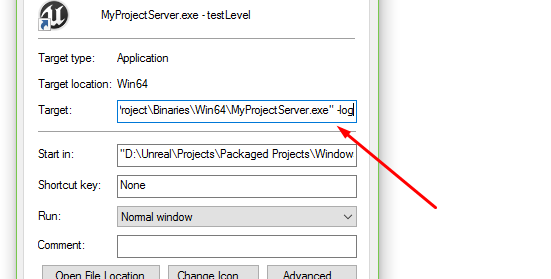 MyProjectServer.exe - testLevel
Target type: Application
Target location: Win64
Target: roject\Binaries\Win64\MyProjectServer.exe" -log
Start in: "D:\Unreal\Projects\Packaged Projects\Window
Shortcut key: None
Run: Normal window
Comment:
Open File Location Change Icon... Advanced...